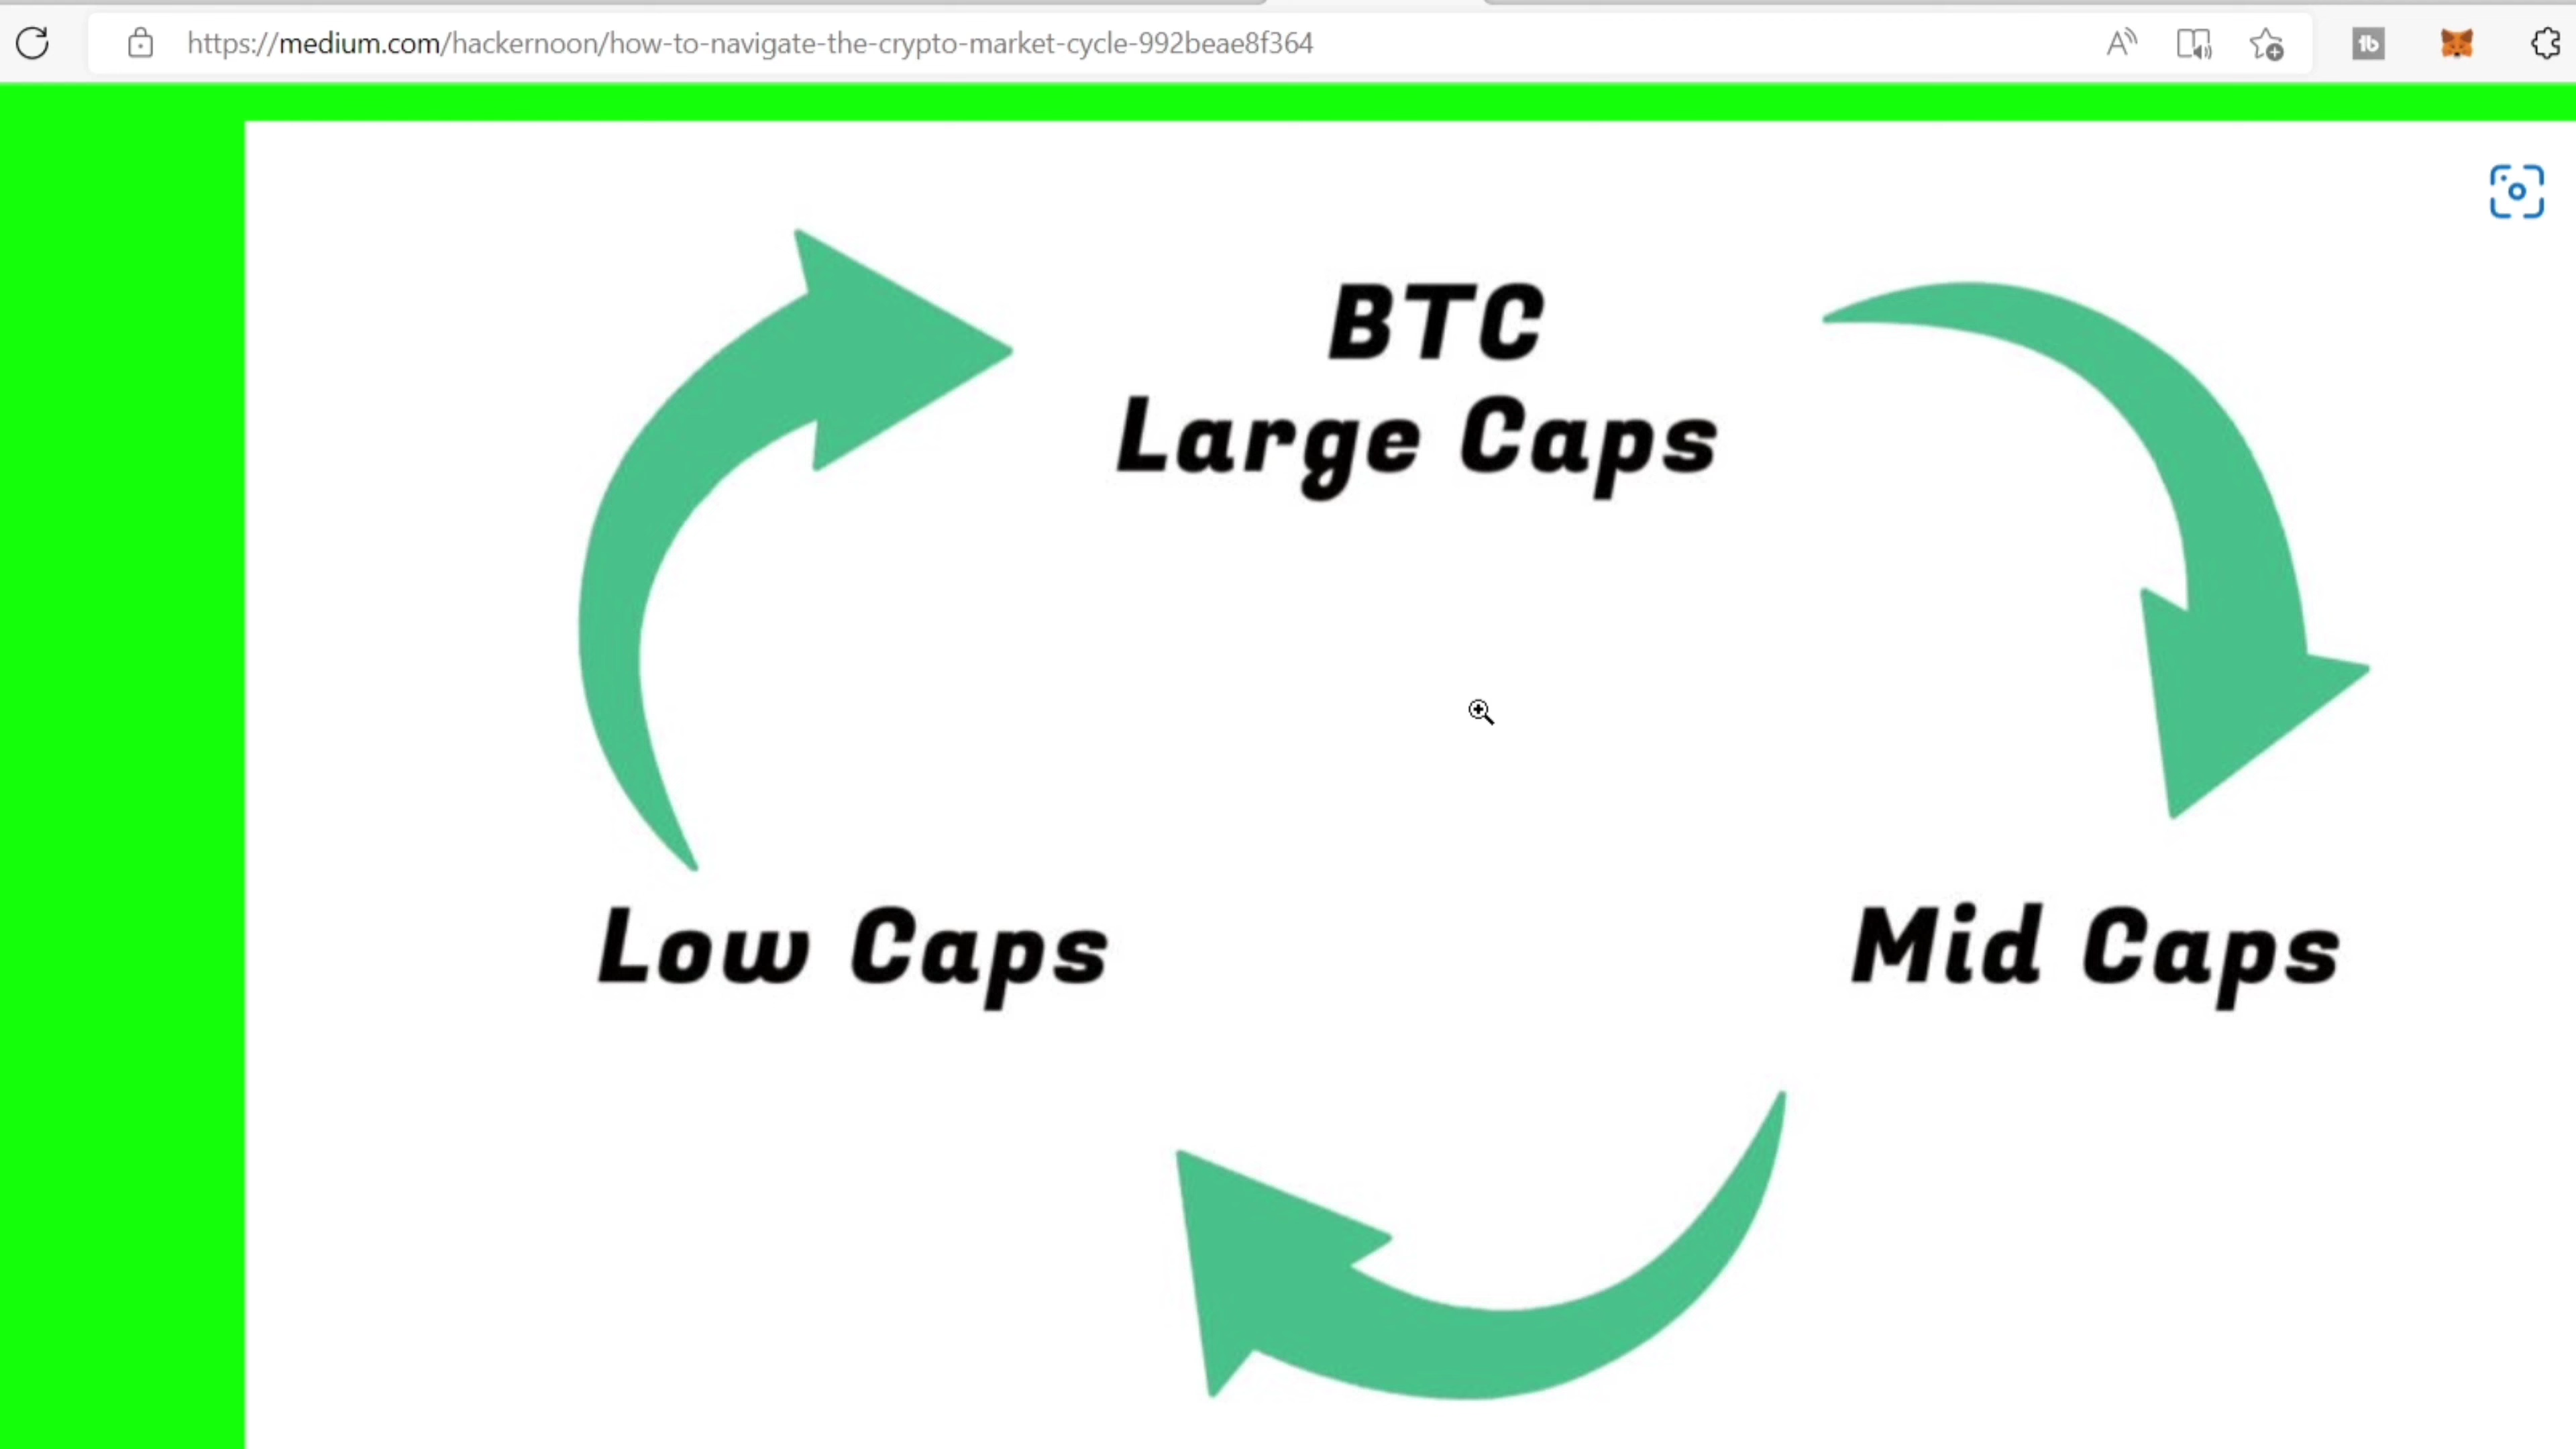 https://medium.com/hackernoon/how-to-navigate-the-crypto-market-cycle-992beae8f364
BTC
Large Caps
Low Caps
Mid Caps